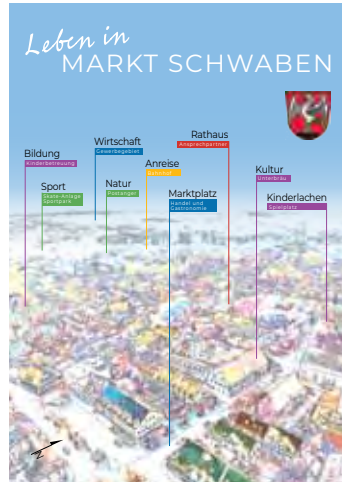 Leben in
MARKT SCHWABEN
Rathaus
Ansprechpartner
Wirtschaft
Gewerbegebiet
Bildung
Kinderbetreuung
Anreise
Bahnhof
Kultur
Unterbräu
Sport
Skate-Anlage
Sportpark
Natur
Postanger
Marktplatz
Handel und
Gastronomie
Kinderlachen
Spielplatz